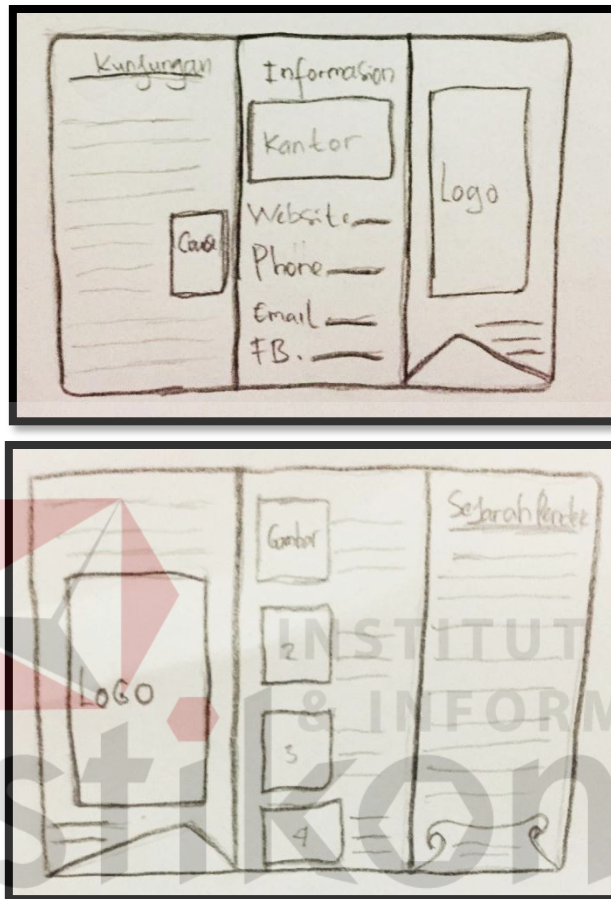 Kunjungan
Informasion
Kantor
Website
Phone
Email
FB.
Logo
LOGO
Gambar
2
3
4
Sejarah
INSTITUT
& INFORM
stikom